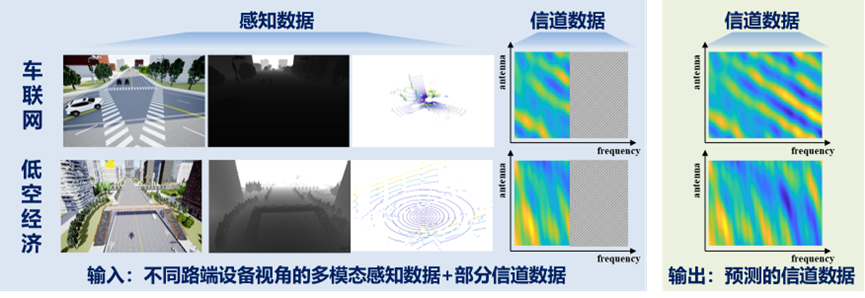 感知数据
信道数据
信道数据
车联网
antenna
frequency
antenna
frequency
低空经济
antenna
frequency
antenna
frequency
输入：不同路端设备视角的多模态感知数据+部分信道数据
输出：预测的信道数据